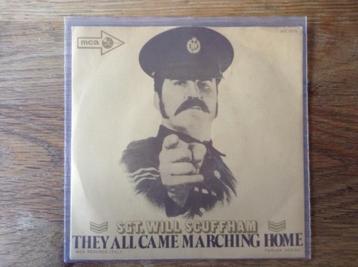 mca
SGT. WILL SCUFFHAM
THEY ALL CAME MARCHING HOME